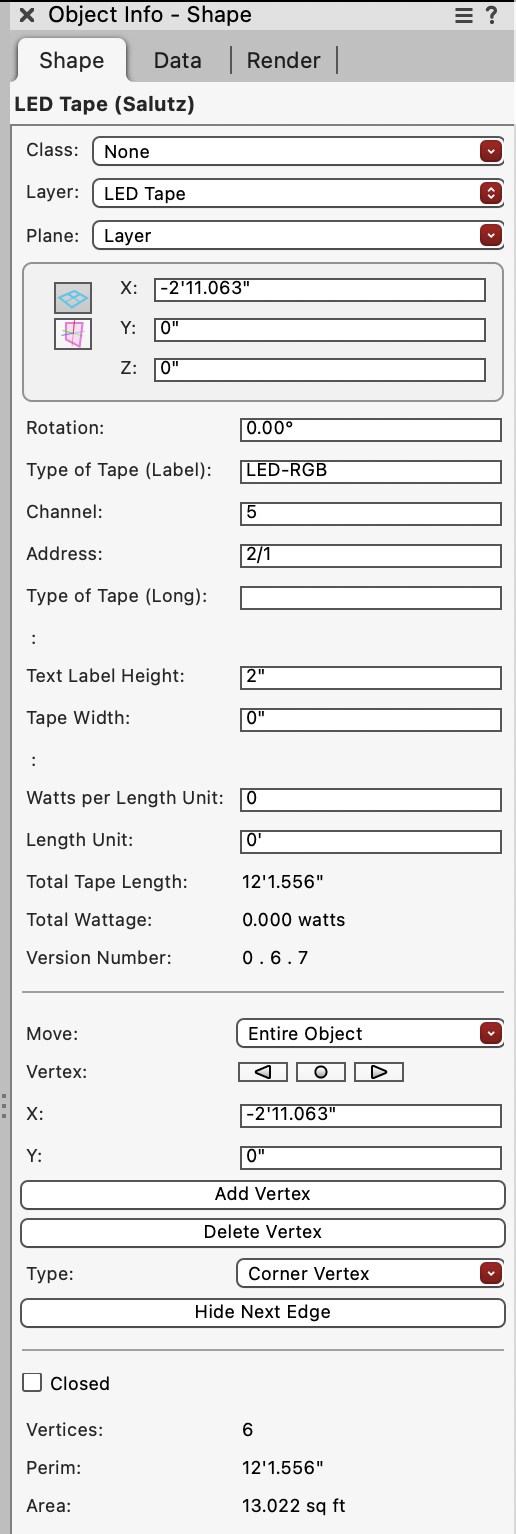 Object Info - Shape ?
Shape Data Render
LED Tape (Salutz)
Class: None
Layer: LED Tape
Plane: Layer
X: -2'11.063"
Y: 0"
Z: 0"
Rotation: 0.00°
Type of Tape (Label): LED-RGB
Channel: 5
Address: 2/1
Type of Tape (Long):
:
Text Label Height: 2"
Tape Width: 0"
:
Watts per Length Unit: 0
Length Unit: 0'
Total Tape Length: 12'1.556"
Total Wattage: 0.000 watts
Version Number: 0 . 6 . 7
Move: Entire Object
Vertex:
X: -2'11.063"
Y: 0"
Add Vertex
Delete Vertex
Type: Corner Vertex
Hide Next Edge
Closed
Vertices: 6
Perim: 12'1.556"
Area: 13.022 sq ft